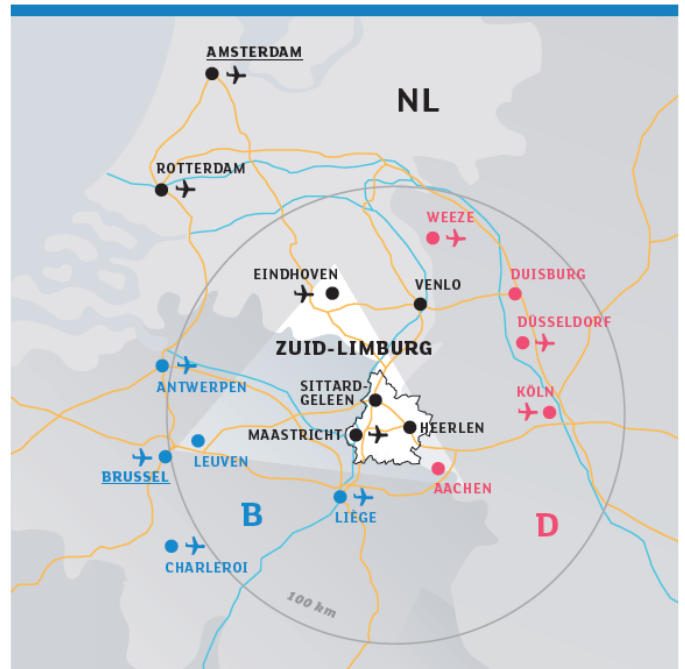 AMSTERDAM
NL
ROTTERDAM
WEEZE
EINDHOVEN
VENLO
DUISBURG
DÜSSELDORF
ZUID-LIMBURG
ANTWERPEN
SITTARD-
GELEEN
KÖLN
MAASTRICHT
HEERLEN
LEUVEN
BRUSSEL
AACHEN
B
LIÈGE
D
CHARLEROI
100 km